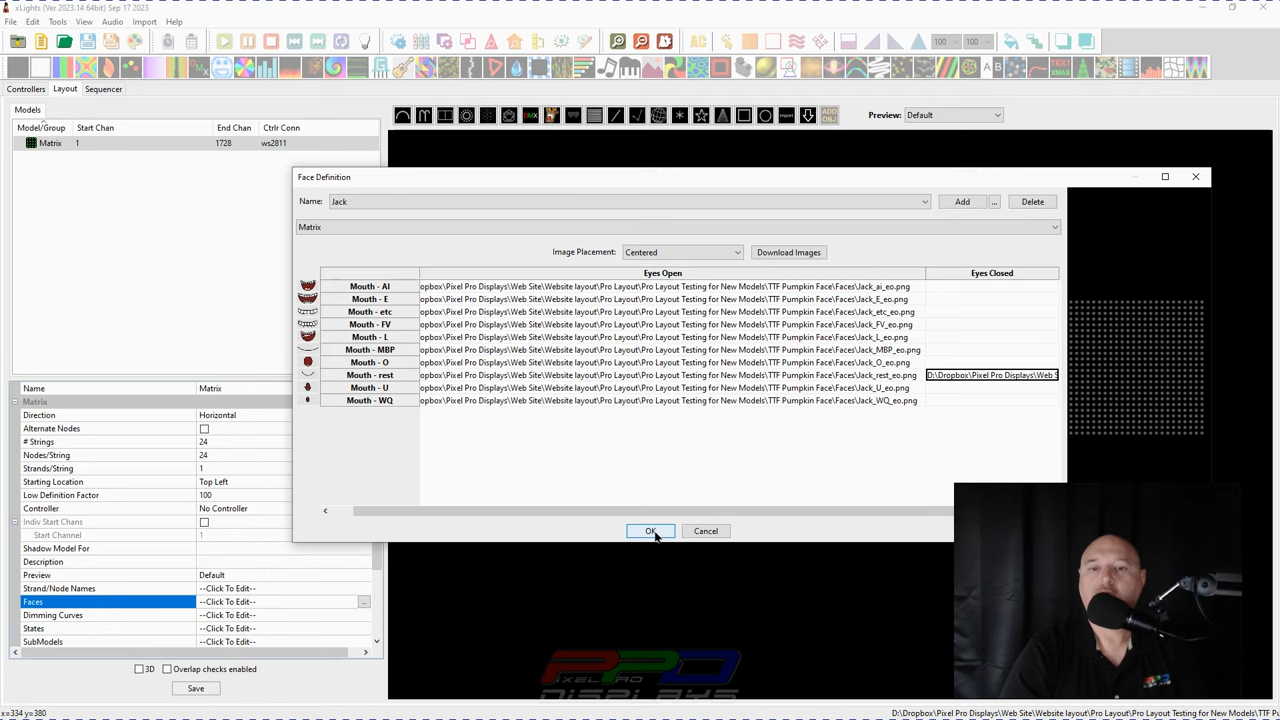 xLights (Ver 2023.14 64bit) Sep 17 2023
File Edit Tools View Audio Import Help
Controllers Layout Sequencer
Models
Model/Group Start Chan End Chan Ctrlr Conn
Matrix 1 1728 ws2811
Preview: Default
100 100
TEXT
XMAS
DMX
import
ADD
OBJ
Face Definition
Name: Jack Add ... Delete
Matrix
Image Placement: Centered Download Images
Eyes Open Eyes Closed
Mouth - AI opbox\Pixel Pro Displays\Web Site\Website layout\Pro Layout\Pro Layout Testing for New Models\TTF Pumpkin Face\Faces\Jack_ai_eo.png
Mouth - E opbox\Pixel Pro Displays\Web Site\Website layout\Pro Layout\Pro Layout Testing for New Models\TTF Pumpkin Face\Faces\Jack_E_eo.png
Mouth - etc opbox\Pixel Pro Displays\Web Site\Website layout\Pro Layout\Pro Layout Testing for New Models\TTF Pumpkin Face\Faces\Jack_etc_eo.png
Mouth - FV opbox\Pixel Pro Displays\Web Site\Website layout\Pro Layout\Pro Layout Testing for New Models\TTF Pumpkin Face\Faces\Jack_FV_eo.png
Mouth - L opbox\Pixel Pro Displays\Web Site\Website layout\Pro Layout\Pro Layout Testing for New Models\TTF Pumpkin Face\Faces\Jack_L_eo.png
Mouth - MBP opbox\Pixel Pro Displays\Web Site\Website layout\Pro Layout\Pro Layout Testing for New Models\TTF Pumpkin Face\Faces\Jack_MBP_eo.png
Mouth - O opbox\Pixel Pro Displays\Web Site\Website layout\Pro Layout\Pro Layout Testing for New Models\TTF Pumpkin Face\Faces\Jack_O_eo.png
Mouth - rest opbox\Pixel Pro Displays\Web Site\Website layout\Pro Layout\Pro Layout Testing for New Models\TTF Pumpkin Face\Faces\Jack_rest_eo.png D:\Dropbox\Pixel Pro Displays\Web S
Mouth - U opbox\Pixel Pro Displays\Web Site\Website layout\Pro Layout\Pro Layout Testing for New Models\TTF Pumpkin Face\Faces\Jack_U_eo.png
Mouth - WQ opbox\Pixel Pro Displays\Web Site\Website layout\Pro Layout\Pro Layout Testing for New Models\TTF Pumpkin Face\Faces\Jack_WQ_eo.png
OK Cancel
Name Matrix
Matrix
Direction Horizontal
Alternate Nodes
# Strings 24
Nodes/String 24
Strands/String 1
Starting Location Top Left
Low Definition Factor 100
Controller No Controller
Indiv Start Chans
Start Channel 1
Shadow Model For
Description
Preview Default
Strand/Node Names --Click To Edit--
Faces --Click To Edit-- ...
Dimming Curves --Click To Edit--
States --Click To Edit--
SubModels --Click To Edit--
3D Overlap checks enabled
Save
PPD
PIXEL PRO
DISPLAYS
x=334 y=380 D:\Dropbox\Pixel Pro Displays\Web Site\Website layout\Pro Layout\Pro Layout Testing for New Models\TTF P